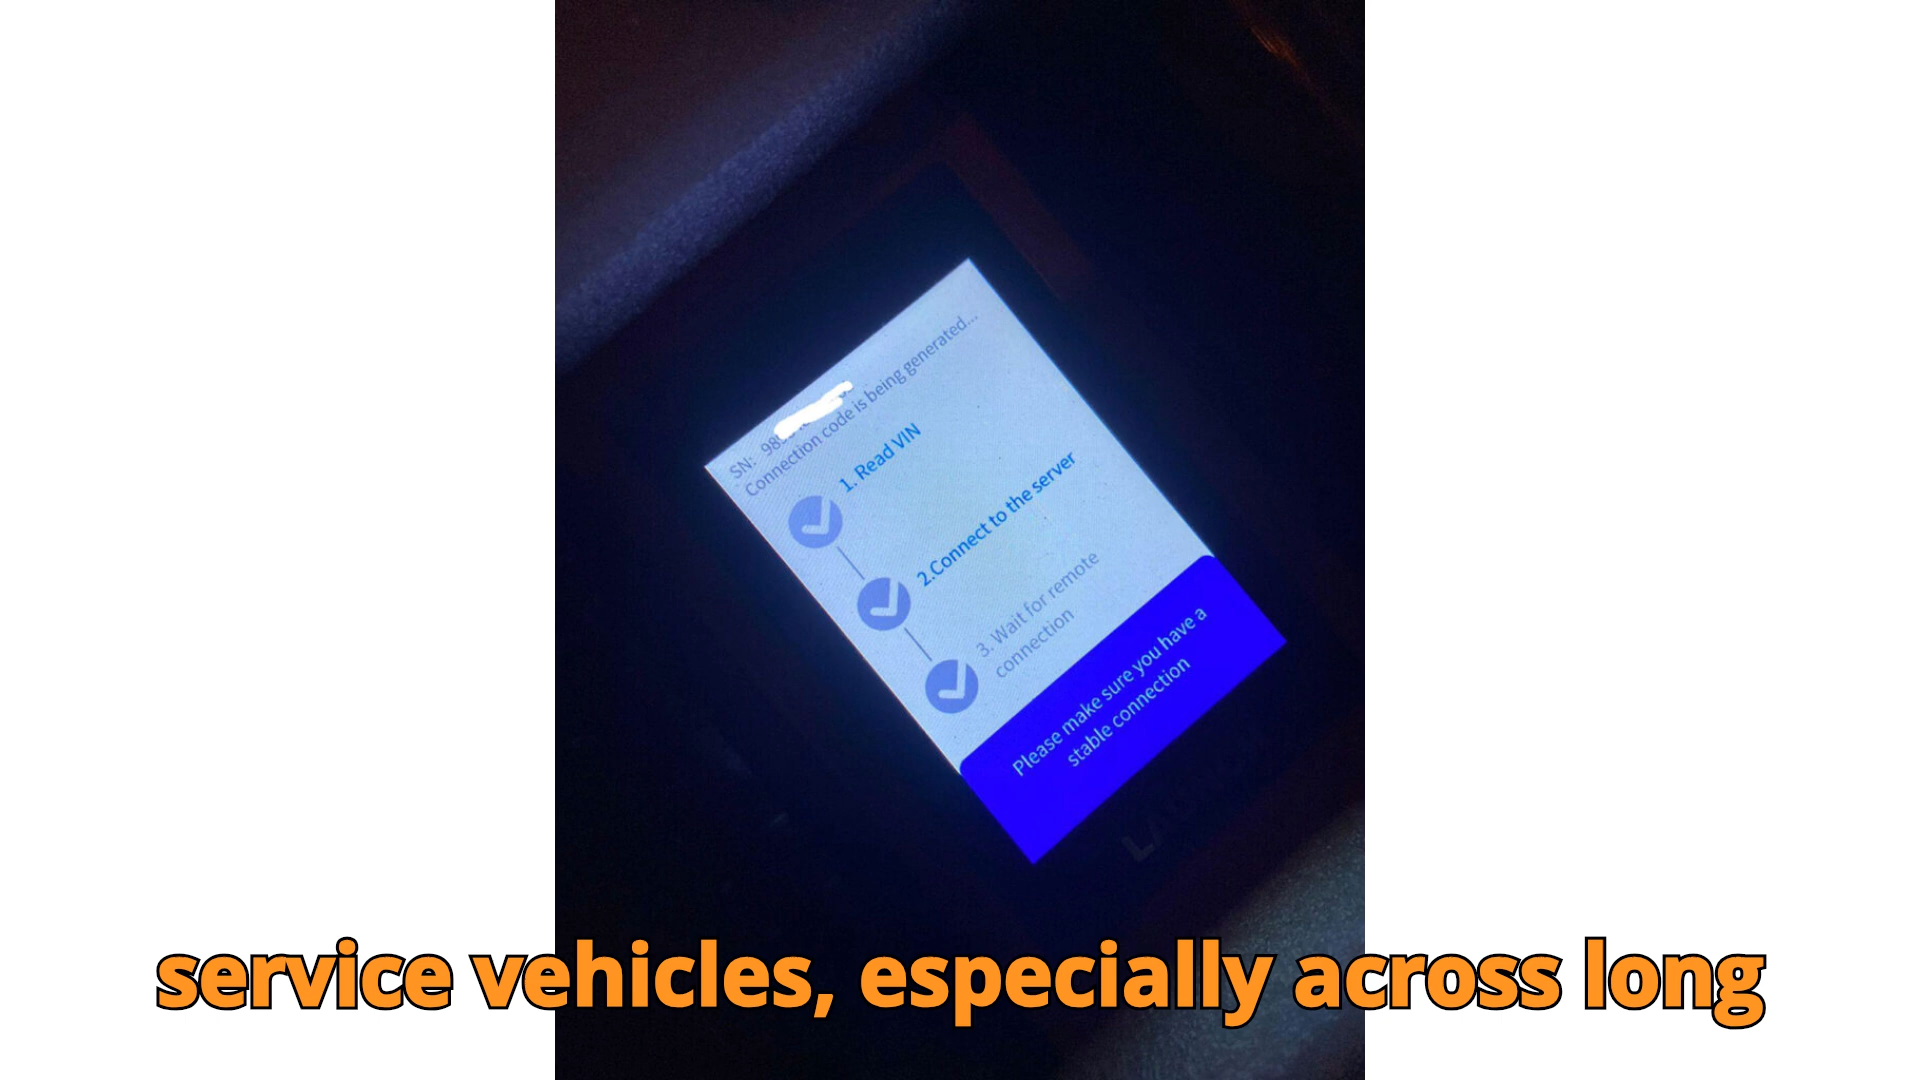 SN: 98
Connection code is being generated...
1. Read VIN
2.Connect to the server
3. Wait for remote
connection
Please make sure you have a
stable connection
service vehicles, especially across long